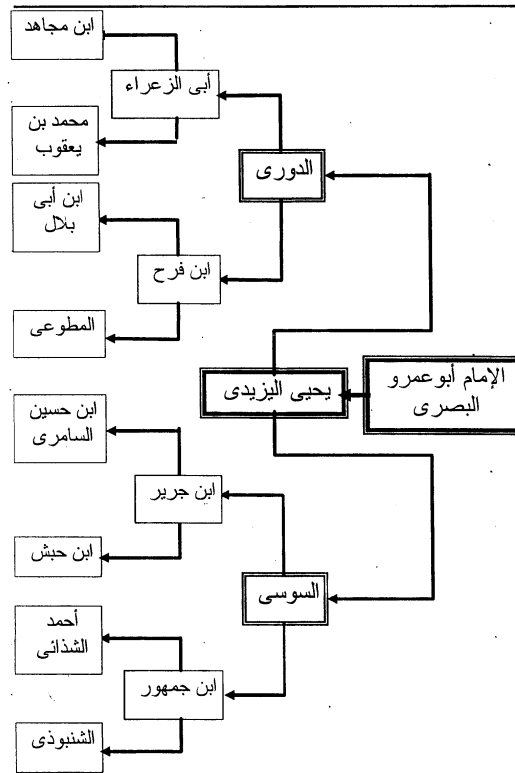 الإمام أبوعمرو
البصرى
يحيى اليزيدى
الدورى
أبى الزعراء
ابن مجاهد
محمد بن
يعقوب
ابن فرح
ابن أبى
بلال
المطوعى
السوسى
ابن جرير
ابن حسين
السامرى
ابن حبش
ابن جمهور
أحمد
الشذائى
الشنبوذى